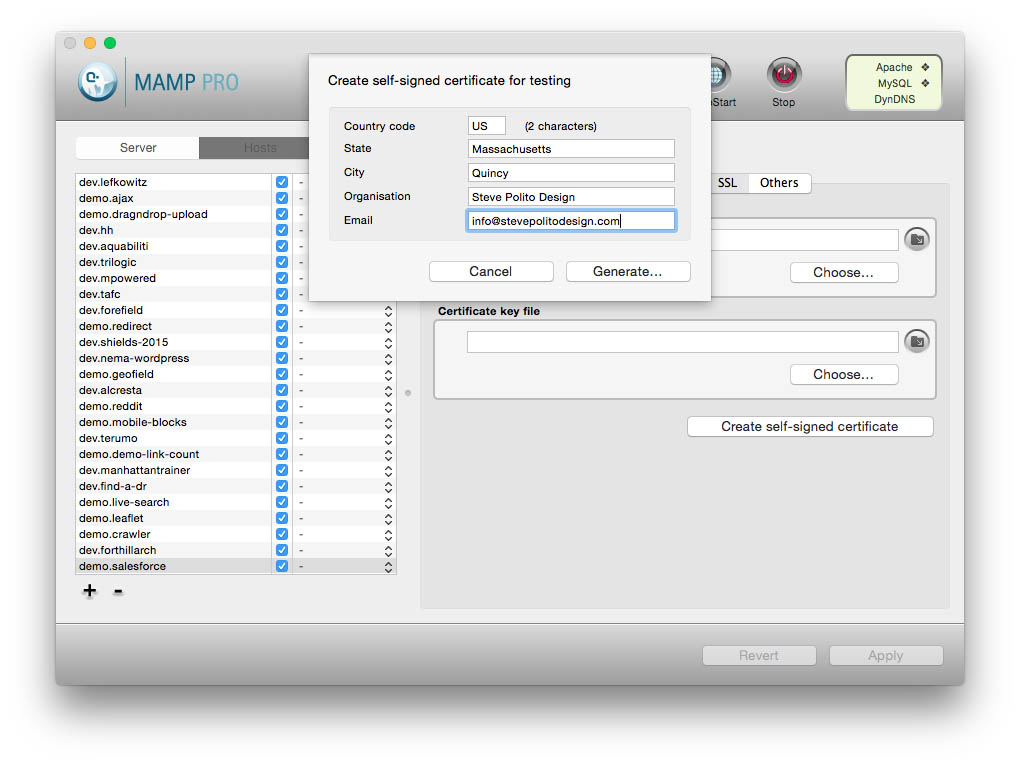 MAMP PRO
Start
Stop
Apache
MySQL
DynDNS
Create self-signed certificate for testing
Country code US (2 characters)
State Massachusetts
City Quincy
Organisation Steve Polito Design
Email info@stevepolitodesign.com
Cancel Generate...
Server Hosts
SSL Others
dev.lefkowitz -
demo.ajax -
demo.dragndrop-upload -
dev.hh -
dev.aquabiliti -
dev.trilogic -
dev.mpowered -
dev.tafc -
dev.forefield -
demo.redirect -
dev.shields-2015 -
dev.nema-wordpress -
demo.geofield -
dev.alcresta -
demo.reddit -
demo.mobile-blocks -
dev.terumo -
demo.demo-link-count -
dev.manhattantrainer -
dev.find-a-dr -
demo.live-search -
demo.leaflet -
demo.crawler -
dev.forthillarch -
demo.salesforce -
+ -
Choose...
Certificate key file
Choose...
Create self-signed certificate
Revert Apply